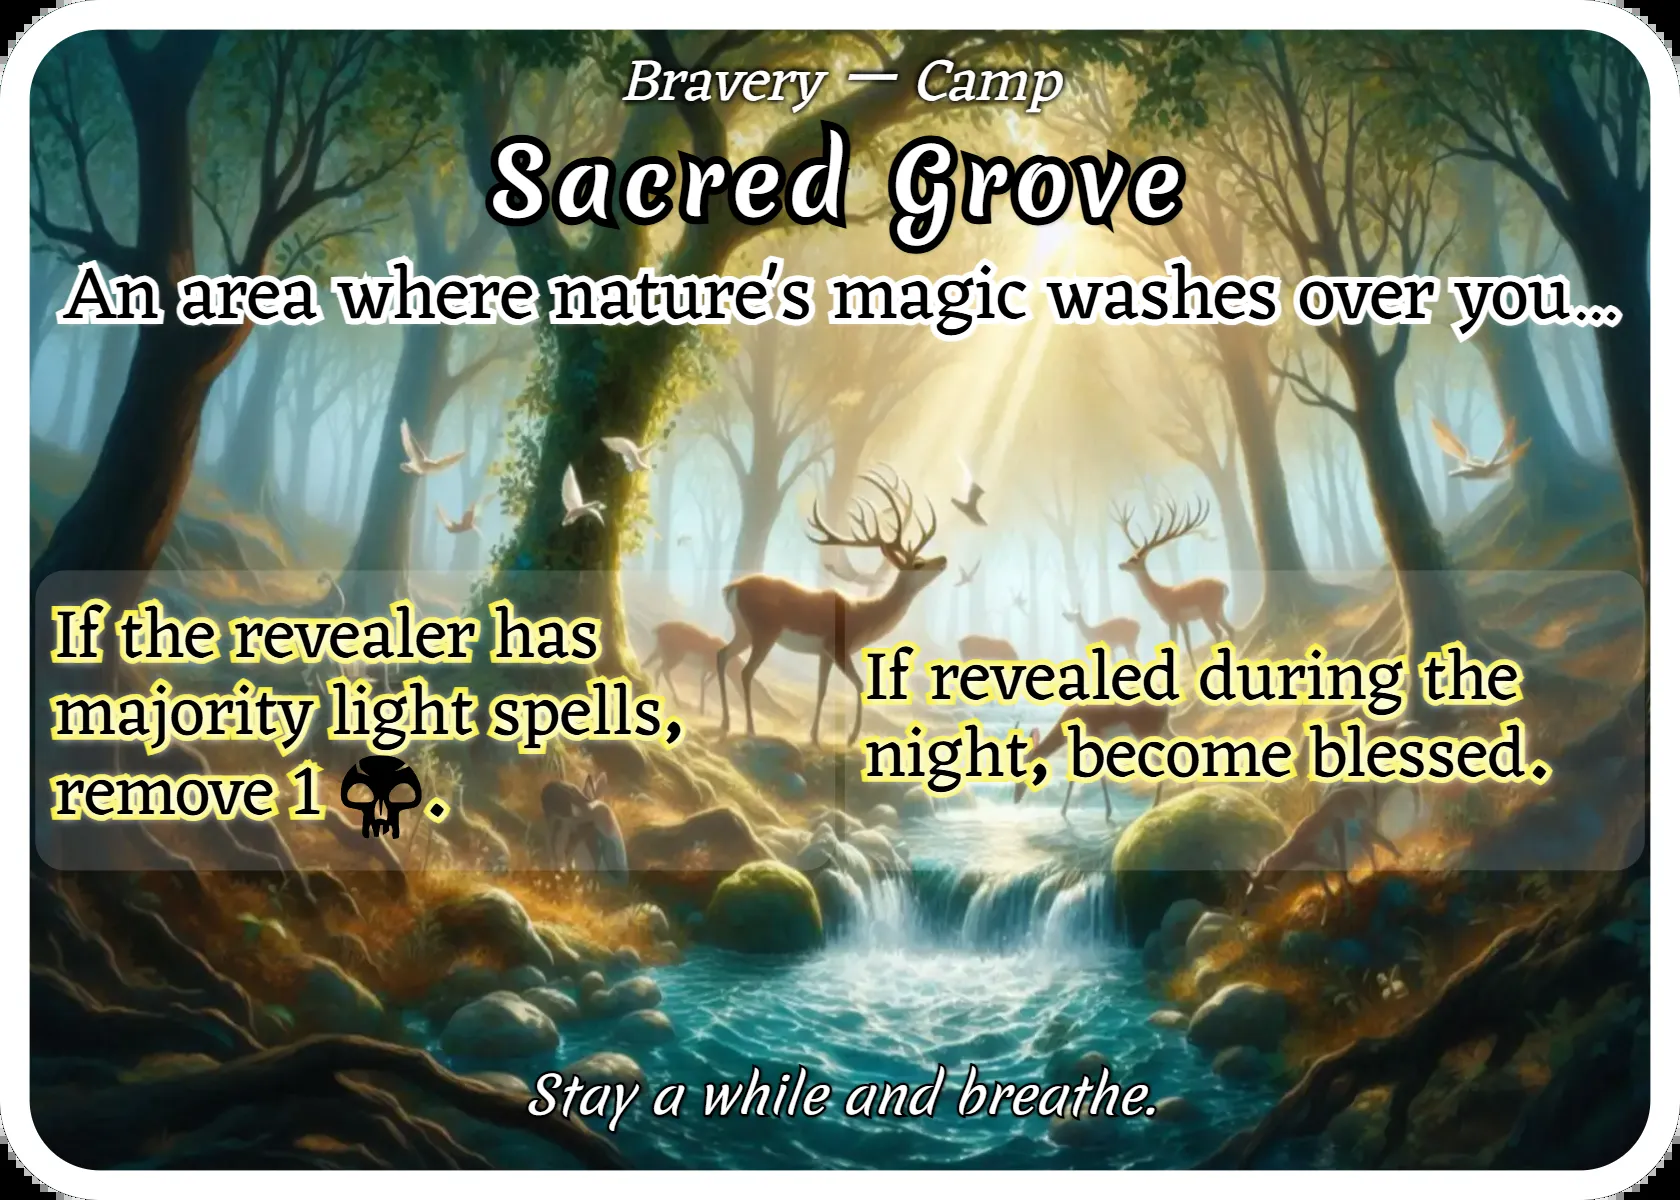 Bravery — Camp
Sacred Grove
An area where nature's magic washes over you...
If the revealer has
majority light spells,
remove 1 .
If revealed during the
night, become blessed.
Stay a while and breathe.